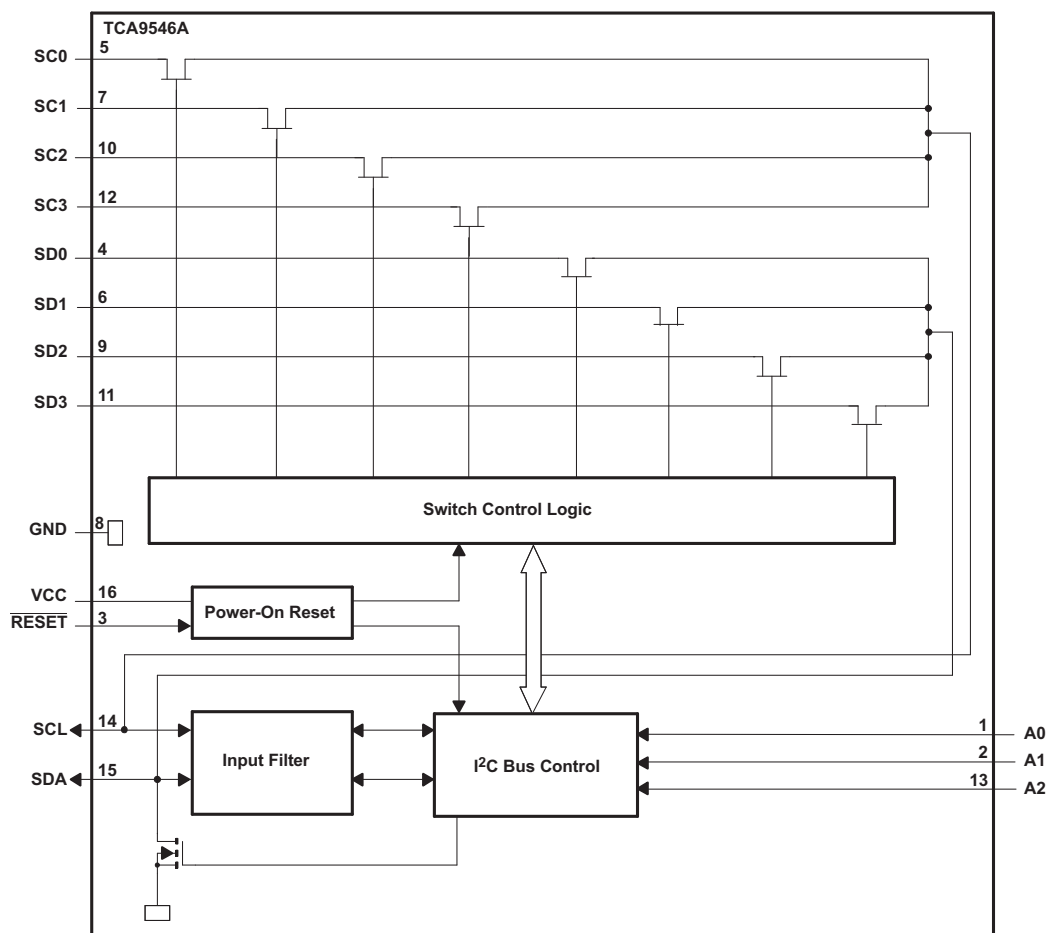 TCA9546A
SC0 5
SC1 7
SC2 10
SC3 12
SD0 4
SD1 6
SD2 9
SD3 11
Switch Control Logic
GND 8
VCC 16
RESET 3
Power-On Reset
SCL 14
SDA 15
Input Filter
I²C Bus Control
1 A0
2 A1
13 A2